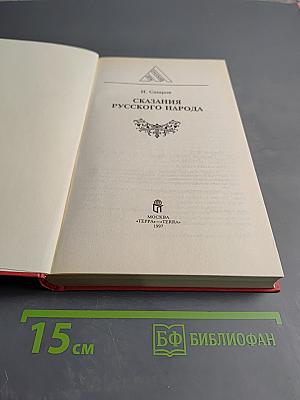 И. Сахаров
СКАЗАНИЯ
РУССКОГО НАРОДА
МОСКВА
«ТЕРРА»—«TERRA»
1997
15 см
БФ БИБЛИОФАН